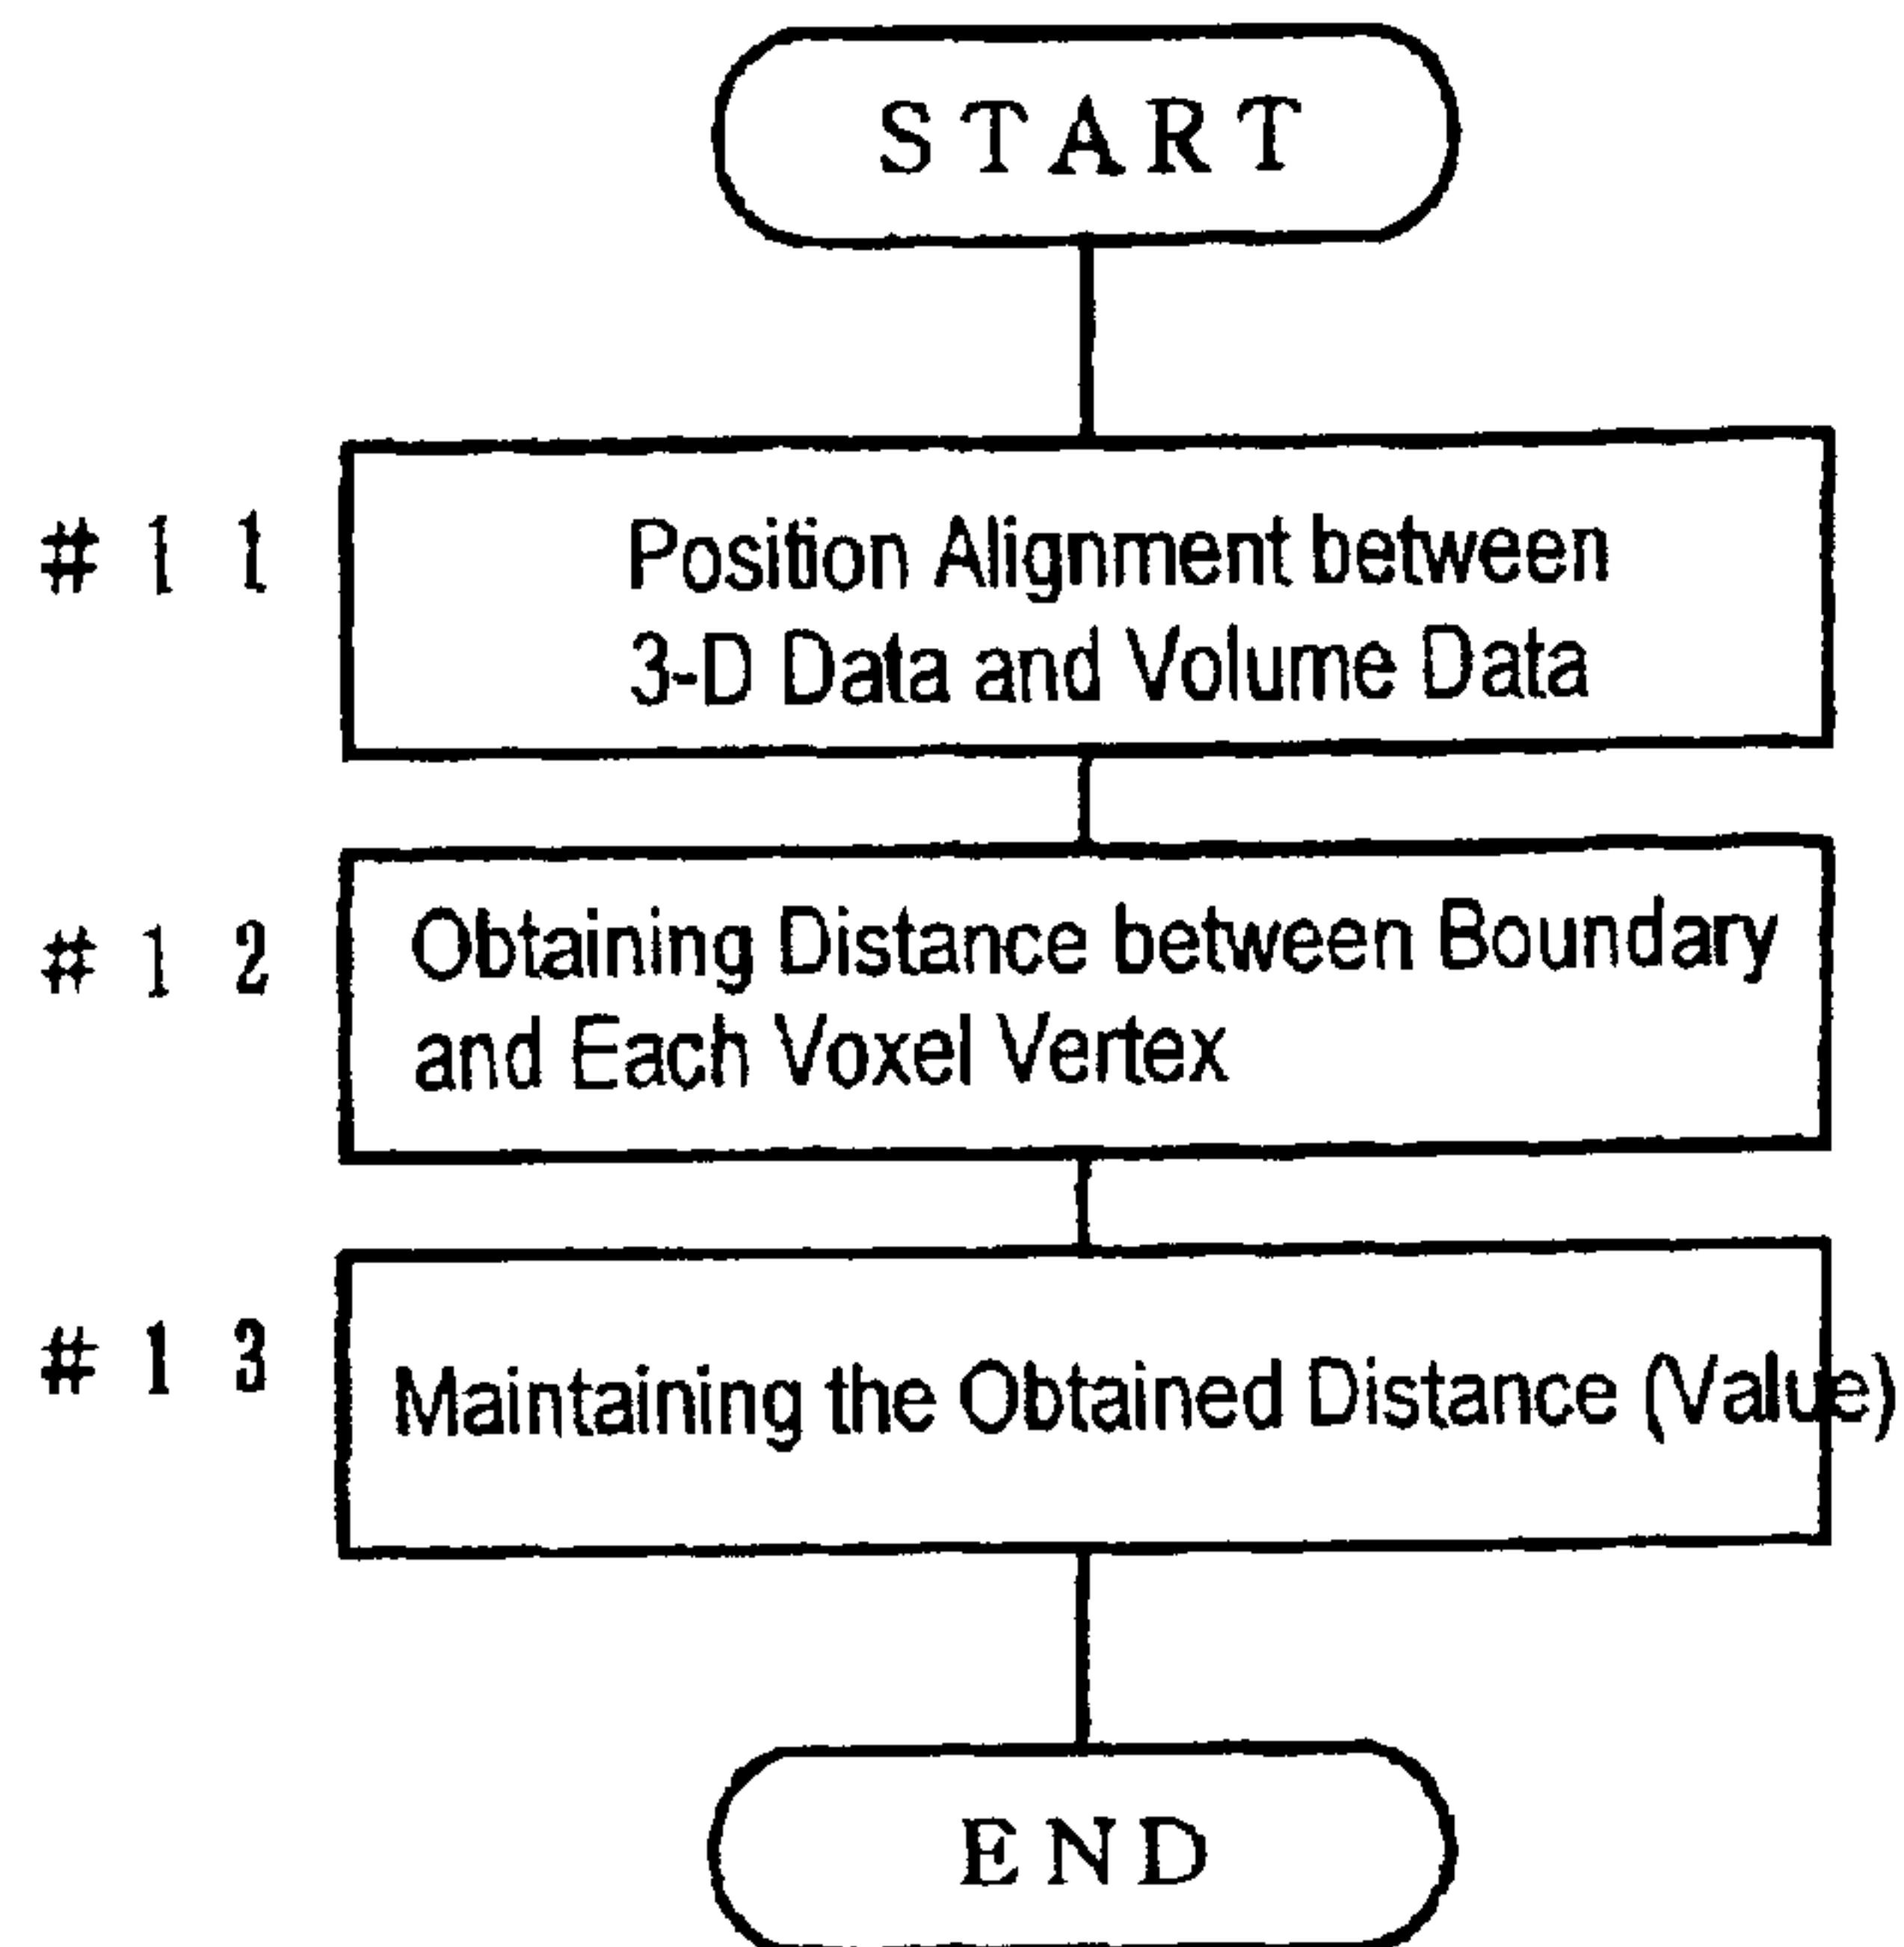 START
#11
Position Alignment between
3-D Data and Volume Data
#12
Obtaining Distance between Boundary
and Each Voxel Vertex
#13
Maintaining the Obtained Distance (Value)
END